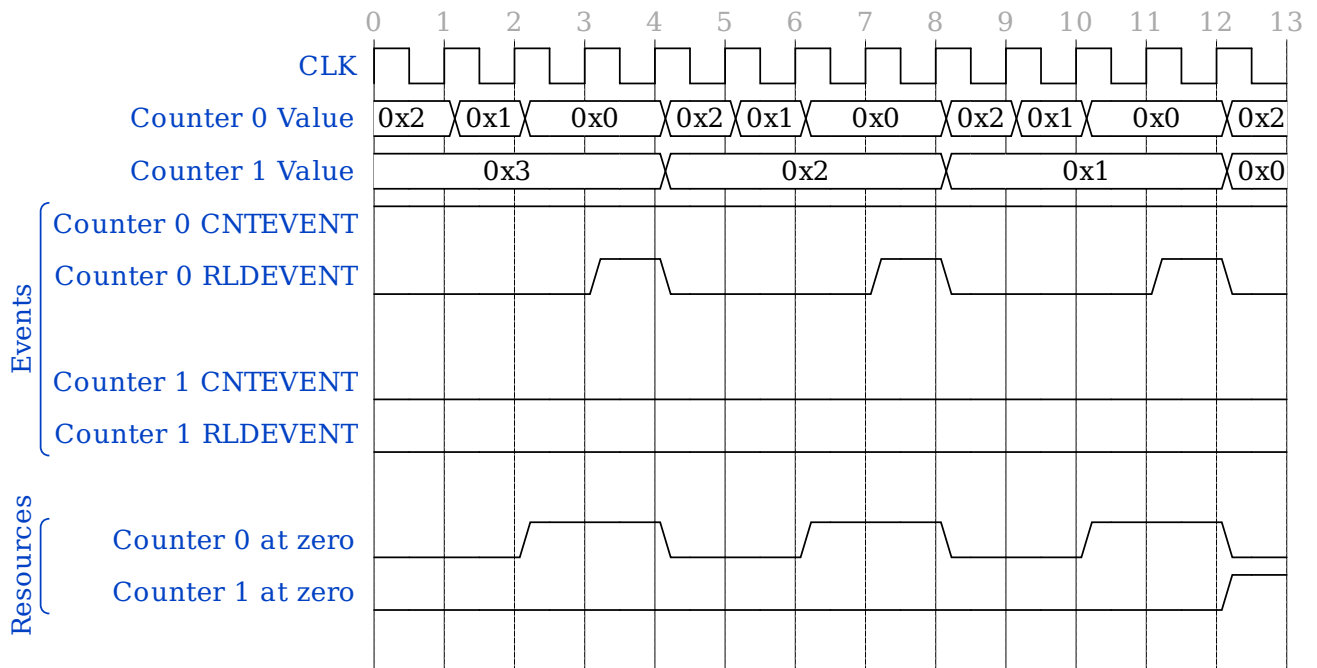 0 1 2 3 4 5 6 7 8 9 10 11 12 13
CLK
Counter 0 Value 0x2 0x1 0x0 0x2 0x1 0x0 0x2 0x1 0x0 0x2
Counter 1 Value 0x3 0x2 0x1 0x0
Events
Counter 0 CNTEVENT
Counter 0 RLDEVENT
Counter 1 CNTEVENT
Counter 1 RLDEVENT
Resources
Counter 0 at zero
Counter 1 at zero